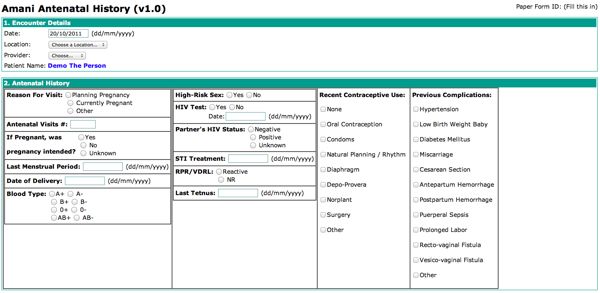 Amani Antenatal History (v1.0)
Paper Form ID: (Fill this in)
1. Encounter Details
Date: 20/10/2011 (dd/mm/yyyy)
Location: Choose a Location...
Provider: Choose...
Patient Name: Demo The Person
2. Antenatal History
Reason For Visit: Planning Pregnancy
Currently Pregnant
Other
Antenatal Visits #:
If Pregnant, was pregnancy intended? Yes
No
Unknown
Last Menstrual Period: (dd/mm/yyyy)
Date of Delivery: (dd/mm/yyyy)
Blood Type: A+ A-
B+ B-
0+ 0-
AB+ AB-
High-Risk Sex: Yes No
HIV Test: Yes No
Date: (dd/mm/yyyy)
Partner's HIV Status: Negative
Positive
Unknown
STI Treatment: (dd/mm/yyyy)
RPR/VDRL: Reactive
NR
Last Tetnus: (dd/mm/yyyy)
Recent Contraceptive Use:
None
Oral Contraception
Condoms
Natural Planning / Rhythm
Diaphragm
Depo-Provera
Norplant
Surgery
Other
Previous Complications:
Hypertension
Low Birth Weight Baby
Diabetes Mellitus
Miscarriage
Cesarean Section
Antepartum Hemorrhage
Postpartum Hemorrhage
Puerperal Sepsis
Prolonged Labor
Recto-vaginal Fistula
Vesico-vaginal Fistula
Other